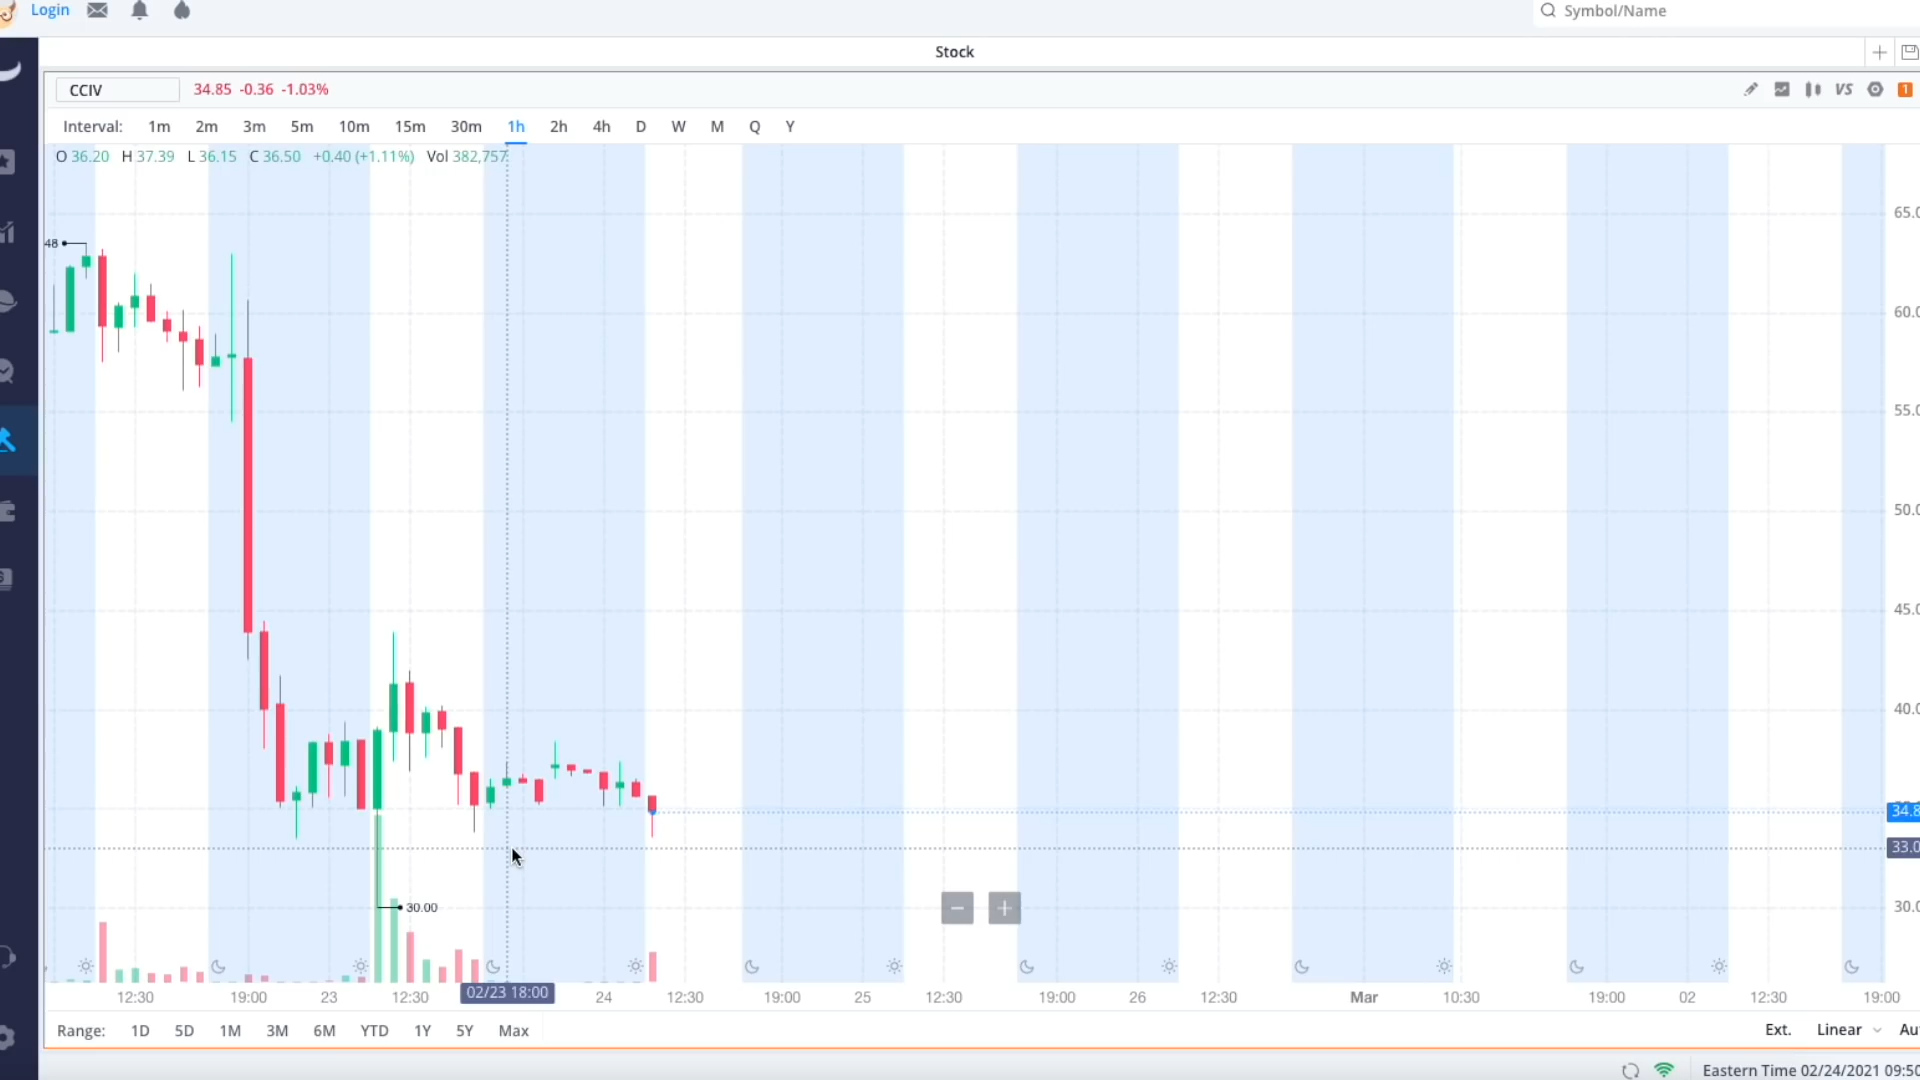 Login
Symbol/Name
Stock
CCIV 34.85 -0.36 -1.03% VS 1
Interval: 1m 2m 3m 5m 10m 15m 30m 1h 2h 4h D W M Q Y
O 36.20 H 37.39 L 36.15 C 36.50 +0.40 (+1.11%) Vol 382,757
65.0
48
60.0
55.0
50.0
45.0
40.0
34.8
33.0
30.00
30.0
12:30 19:00 23 12:30 02/23 18:00 24 12:30 19:00 25 12:30 19:00 26 12:30 Mar 10:30 19:00 02 12:30 19:00
Range: 1D 5D 1M 3M 6M YTD 1Y 5Y Max Ext. Linear Au
Eastern Time 02/24/2021 09:50